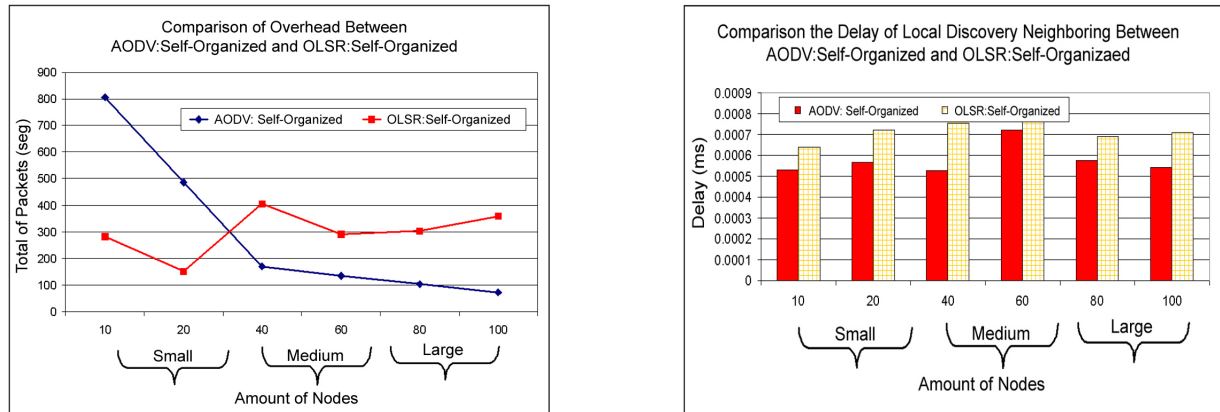 Comparison of Overhead Between
AODV:Self-Organized and OLSR:Self-Organized
900
800
700
600
500
400
300
200
100
0
Total of Packets (seg)
AODV: Self-Organized
OLSR:Self-Organized
10 20 40 60 80 100
Small Medium Large
Amount of Nodes
Comparison the Delay of Local Discovery Neighboring Between
AODV:Self-Organized and OLSR:Self-Organizaed
0.0009
0.0008
0.0007
0.0006
0.0005
0.0004
0.0003
0.0002
0.0001
0
Delay (ms)
AODV: Self-Organized
OLSR:Self-Organized
10 20 40 60 80 100
Small Medium Large
Amount of Nodes